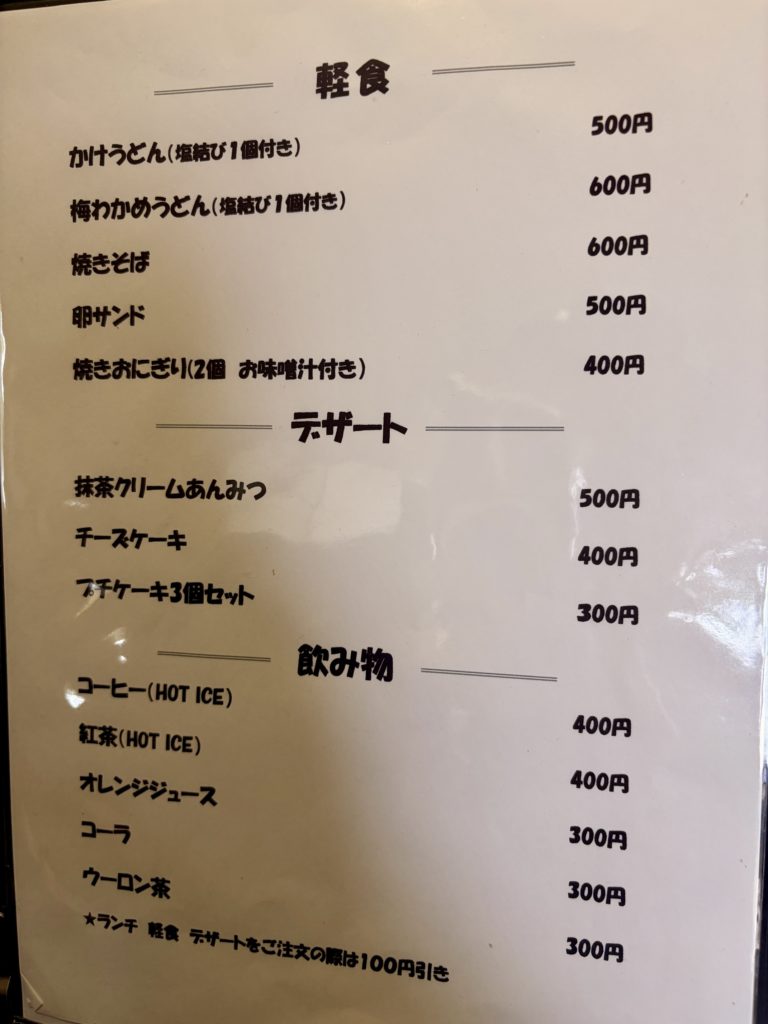 軽食
かけうどん(塩結び1個付き) 500円
梅わかめうどん(塩結び1個付き) 600円
焼きそば 600円
卵サンド 500円
焼きおにぎり(2個 お味噌汁付き) 400円
デザート
抹茶クリームあんみつ 500円
チーズケーキ 400円
プチケーキ3個セット 300円
飲み物
コーヒー(HOT ICE) 400円
紅茶(HOT ICE) 400円
オレンジジュース 300円
コーラ 300円
ウーロン茶 300円
★ランチ 軽食 デザートをご注文の際は100円引き